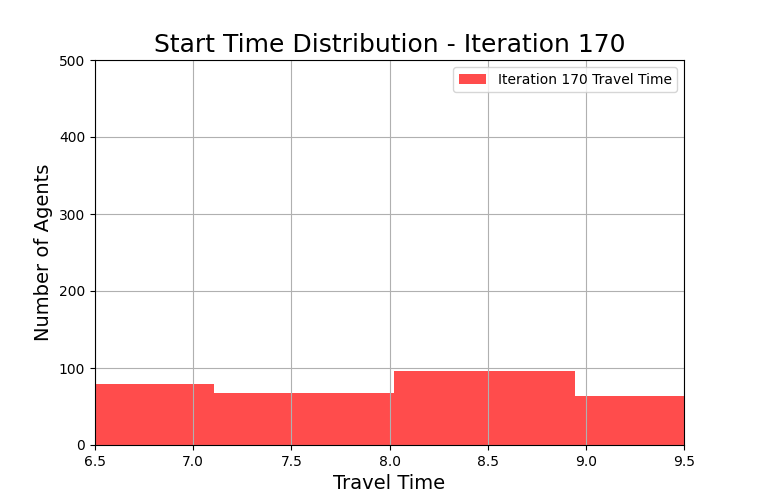 Start Time Distribution - Iteration 170
Iteration 170 Travel Time
Number of Agents
500
400
300
200
100
0
6.5 7.0 7.5 8.0 8.5 9.0 9.5
Travel Time